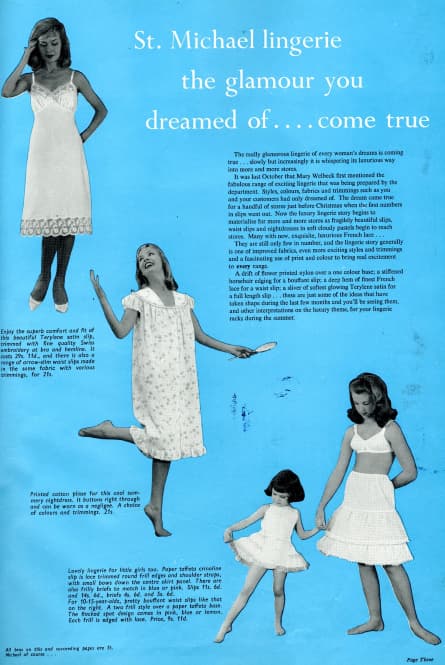 St. Michael lingerie
the glamour you
dreamed of....come true
The really glamorous lingerie of every woman's dreams is coming
true . . . slowly but increasingly it is whispering its luxurious way
into more and more stores.
It was last October that Mary Welbeck first mentioned the
fabulous range of exciting lingerie that was being prepared by the
department. Styles, colours, fabrics and trimmings such as you
and your customers had only dreamed of. The dream came true
for a handful of stores just before Christmas when the first numbers
in slips went out. Now the luxury lingerie story begins to
materialise for more and more stores as fragilely beautiful slips,
waist slips and nightdresses in soft cloudy pastels begin to reach
stores. Many with new, exquisite, luxurious French lace . . .
They are still only few in number, and the lingerie story generally
is one of improved fabrics, even more exciting styles and trimmings
and a fascinating use of print and colour to bring real excitement
to every range.
A drift of flower printed nylon over a one colour base; a stiffened
horsehair edging for a bouffant slip; a deep hem of finest French
lace for a waist slip; a sliver of softest glowing Terylene satin for
a full length slip . . . these are just some of the ideas that have
taken shape during the last few months and you'll be seeing them,
and other interpretations on the luxury theme, for your lingerie
racks during the summer.
Enjoy the superb comfort and fit of
this beautiful Terylene satin slip,
trimmed with fine quality Swiss
embroidery at bra and hemline. It
costs 29s. 11d., and there is also a
range of arrow-slim waist slips made
in the same fabric with various
trimmings, for 21s.
Printed cotton plisse for this cool sum-
mery nightdress. It buttons right through
and can be worn as a negligee. A choice
of colours and trimmings. 21s.
Lovely lingerie for little girls too. Paper taffeta crinoline
slip is lace trimmed round frill edges and shoulder straps,
with small bows down the centre skirt panel. There are
also frilly briefs to match in blue or pink. Slips 11s. 6d.
and 14s. 6d., briefs 4s. 6d. and 5s. 6d.
For 10-15-year-olds, pretty bouffant waist slips like that
on the right. A two frill style over a paper taffeta base.
The flocked spot design comes in pink, blue or lemon.
Each frill is edged with lace. Price, 9s. 11d.
All bras on this and succeeding pages are St.
Michael of course . . .
Page Three